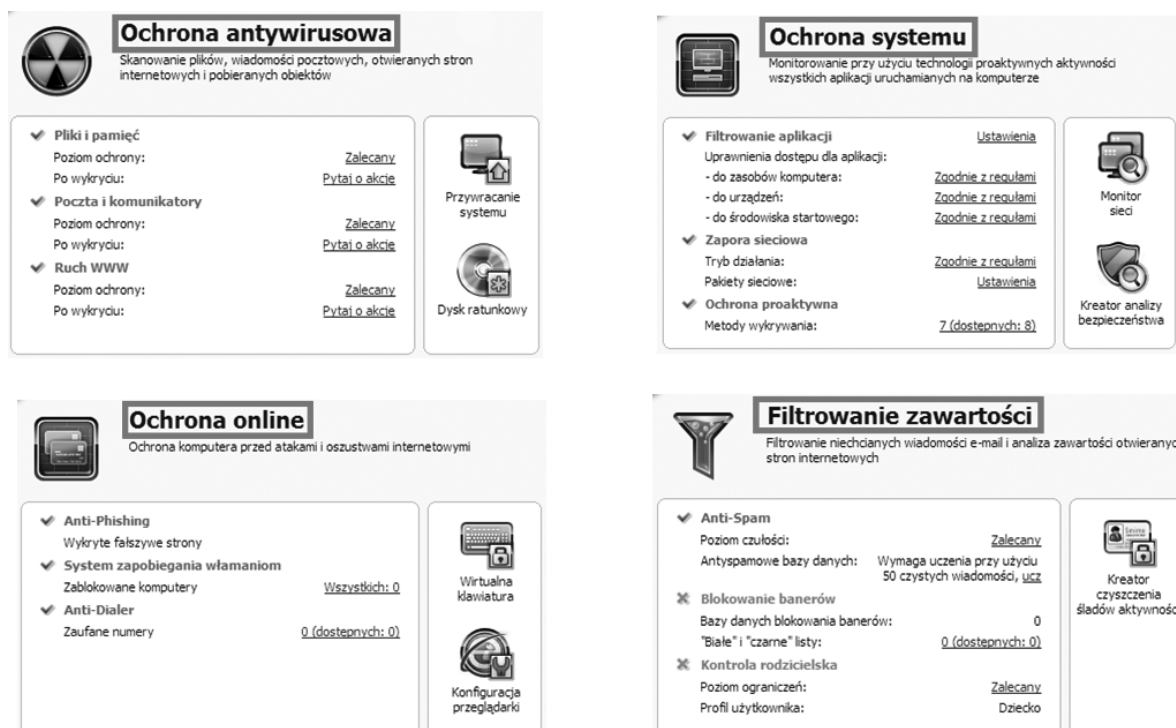 Ochrona antywirusowa
Skanowanie plików, wiadomości pocztowych, otwieranych stron
internetowych i pobieranych obiektów
Pliki i pamięć
Poziom ochrony: Zalecany
Po wykryciu: Pytaj o akcję
Poczta i komunikatory
Poziom ochrony: Zalecany
Po wykryciu: Pytaj o akcję
Ruch WWW
Poziom ochrony: Zalecany
Po wykryciu: Pytaj o akcję
Przywracanie
systemu
Dysk ratunkowy
Ochrona systemu
Monitorowanie przy użyciu technologii proaktywnych aktywności
wszystkich aplikacji uruchamianych na komputerze
Filtrowanie aplikacji Ustawienia
Uprawnienia dostępu dla aplikacji:
- do zasobów komputera: Zgodnie z regułami
- do urządzeń: Zgodnie z regułami
- do środowiska startowego: Zgodnie z regułami
Zapora sieciowa
Tryb działania: Zgodnie z regułami
Pakiety sieciowe: Ustawienia
Ochrona proaktywna
Metody wykrywania: 7 (dostępnych: 8)
Monitor
sieci
Kreator analizy
bezpieczeństwa
Ochrona online
Ochrona komputera przed atakami i oszustwami internetowymi
Anti-Phishing
Wykryte fałszywe strony
System zapobiegania włamaniom
Zablokowane komputery Wszystkich: 0
Anti-Dialer
Zaufane numery 0 (dostępnych: 0)
Wirtualna
klawiatura
Konfiguracja
przeglądarki
Filtrowanie zawartości
Filtrowanie niechcianych wiadomości e-mail i analiza zawartości otwieranyc
stron internetowych
Anti-Spam
Poziom czułości: Zalecany
Antyspamowe bazy danych: Wymaga uczenia przy użyciu
50 czystych wiadomości, ucz
Blokowanie banerów
Bazy danych blokowania banerów: 0
"Białe" i "czarne" listy: 0 (dostępnych: 0)
Kontrola rodzicielska
Poziom ograniczeń: Zalecany
Profil użytkownika: Dziecko
Kreator
czyszczenia
śladów aktywnośc